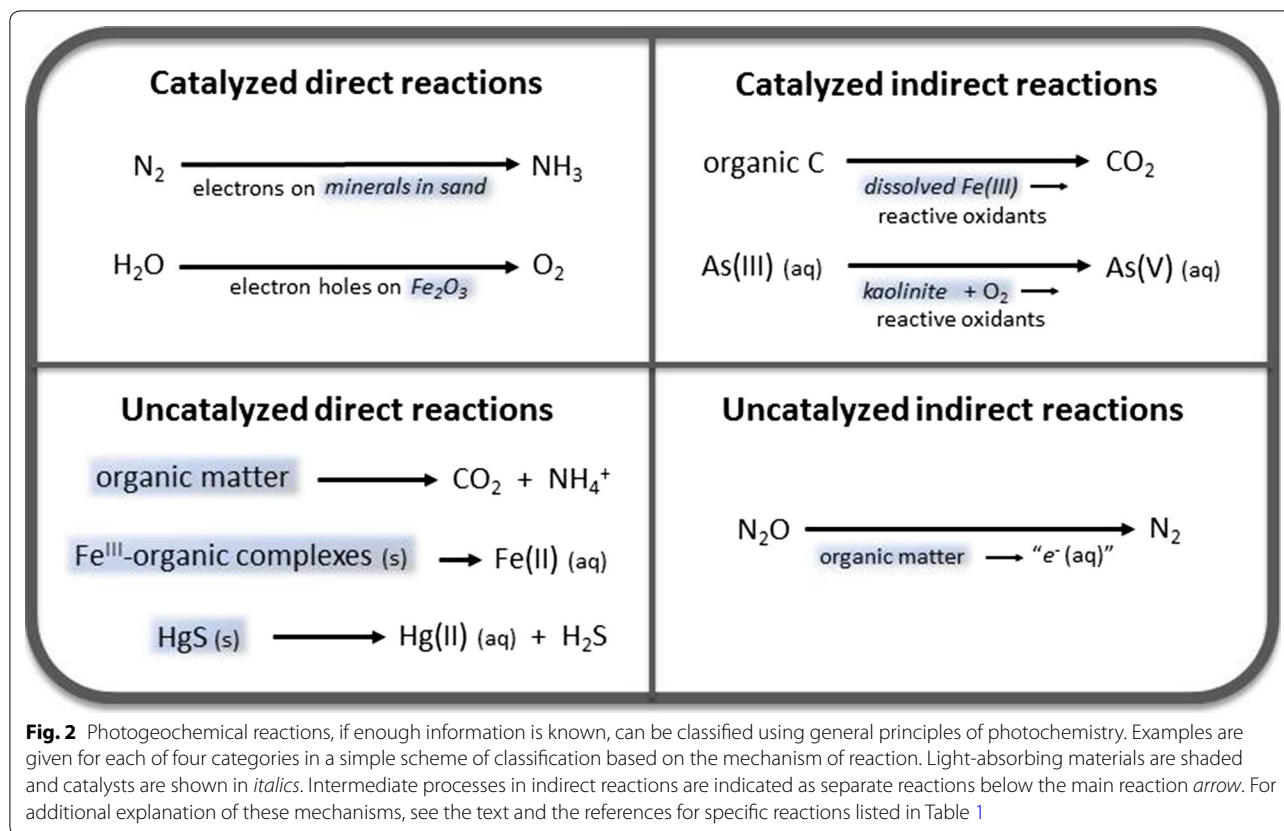 Catalyzed direct reactions
N₂ → NH₃
electrons on minerals in sand
H₂O → O₂
electron holes on Fe₂O₃
Catalyzed indirect reactions
organic C → CO₂
dissolved Fe(III) →
reactive oxidants
As(III) (aq) → As(V) (aq)
kaolinite + O₂ →
reactive oxidants
Uncatalyzed direct reactions
organic matter → CO₂ + NH₄⁺
Feᴵᴵᴵ-organic complexes (s) → Fe(II) (aq)
HgS (s) → Hg(II) (aq) + H₂S
Uncatalyzed indirect reactions
N₂O → N₂
organic matter → “e⁻ (aq)”
Fig. 2 Photogeochemical reactions, if enough information is known, can be classified using general principles of photochemistry. Examples are
given for each of four categories in a simple scheme of classification based on the mechanism of reaction. Light-absorbing materials are shaded
and catalysts are shown in italics. Intermediate processes in indirect reactions are indicated as separate reactions below the main reaction arrow. For
additional explanation of these mechanisms, see the text and the references for specific reactions listed in Table 1